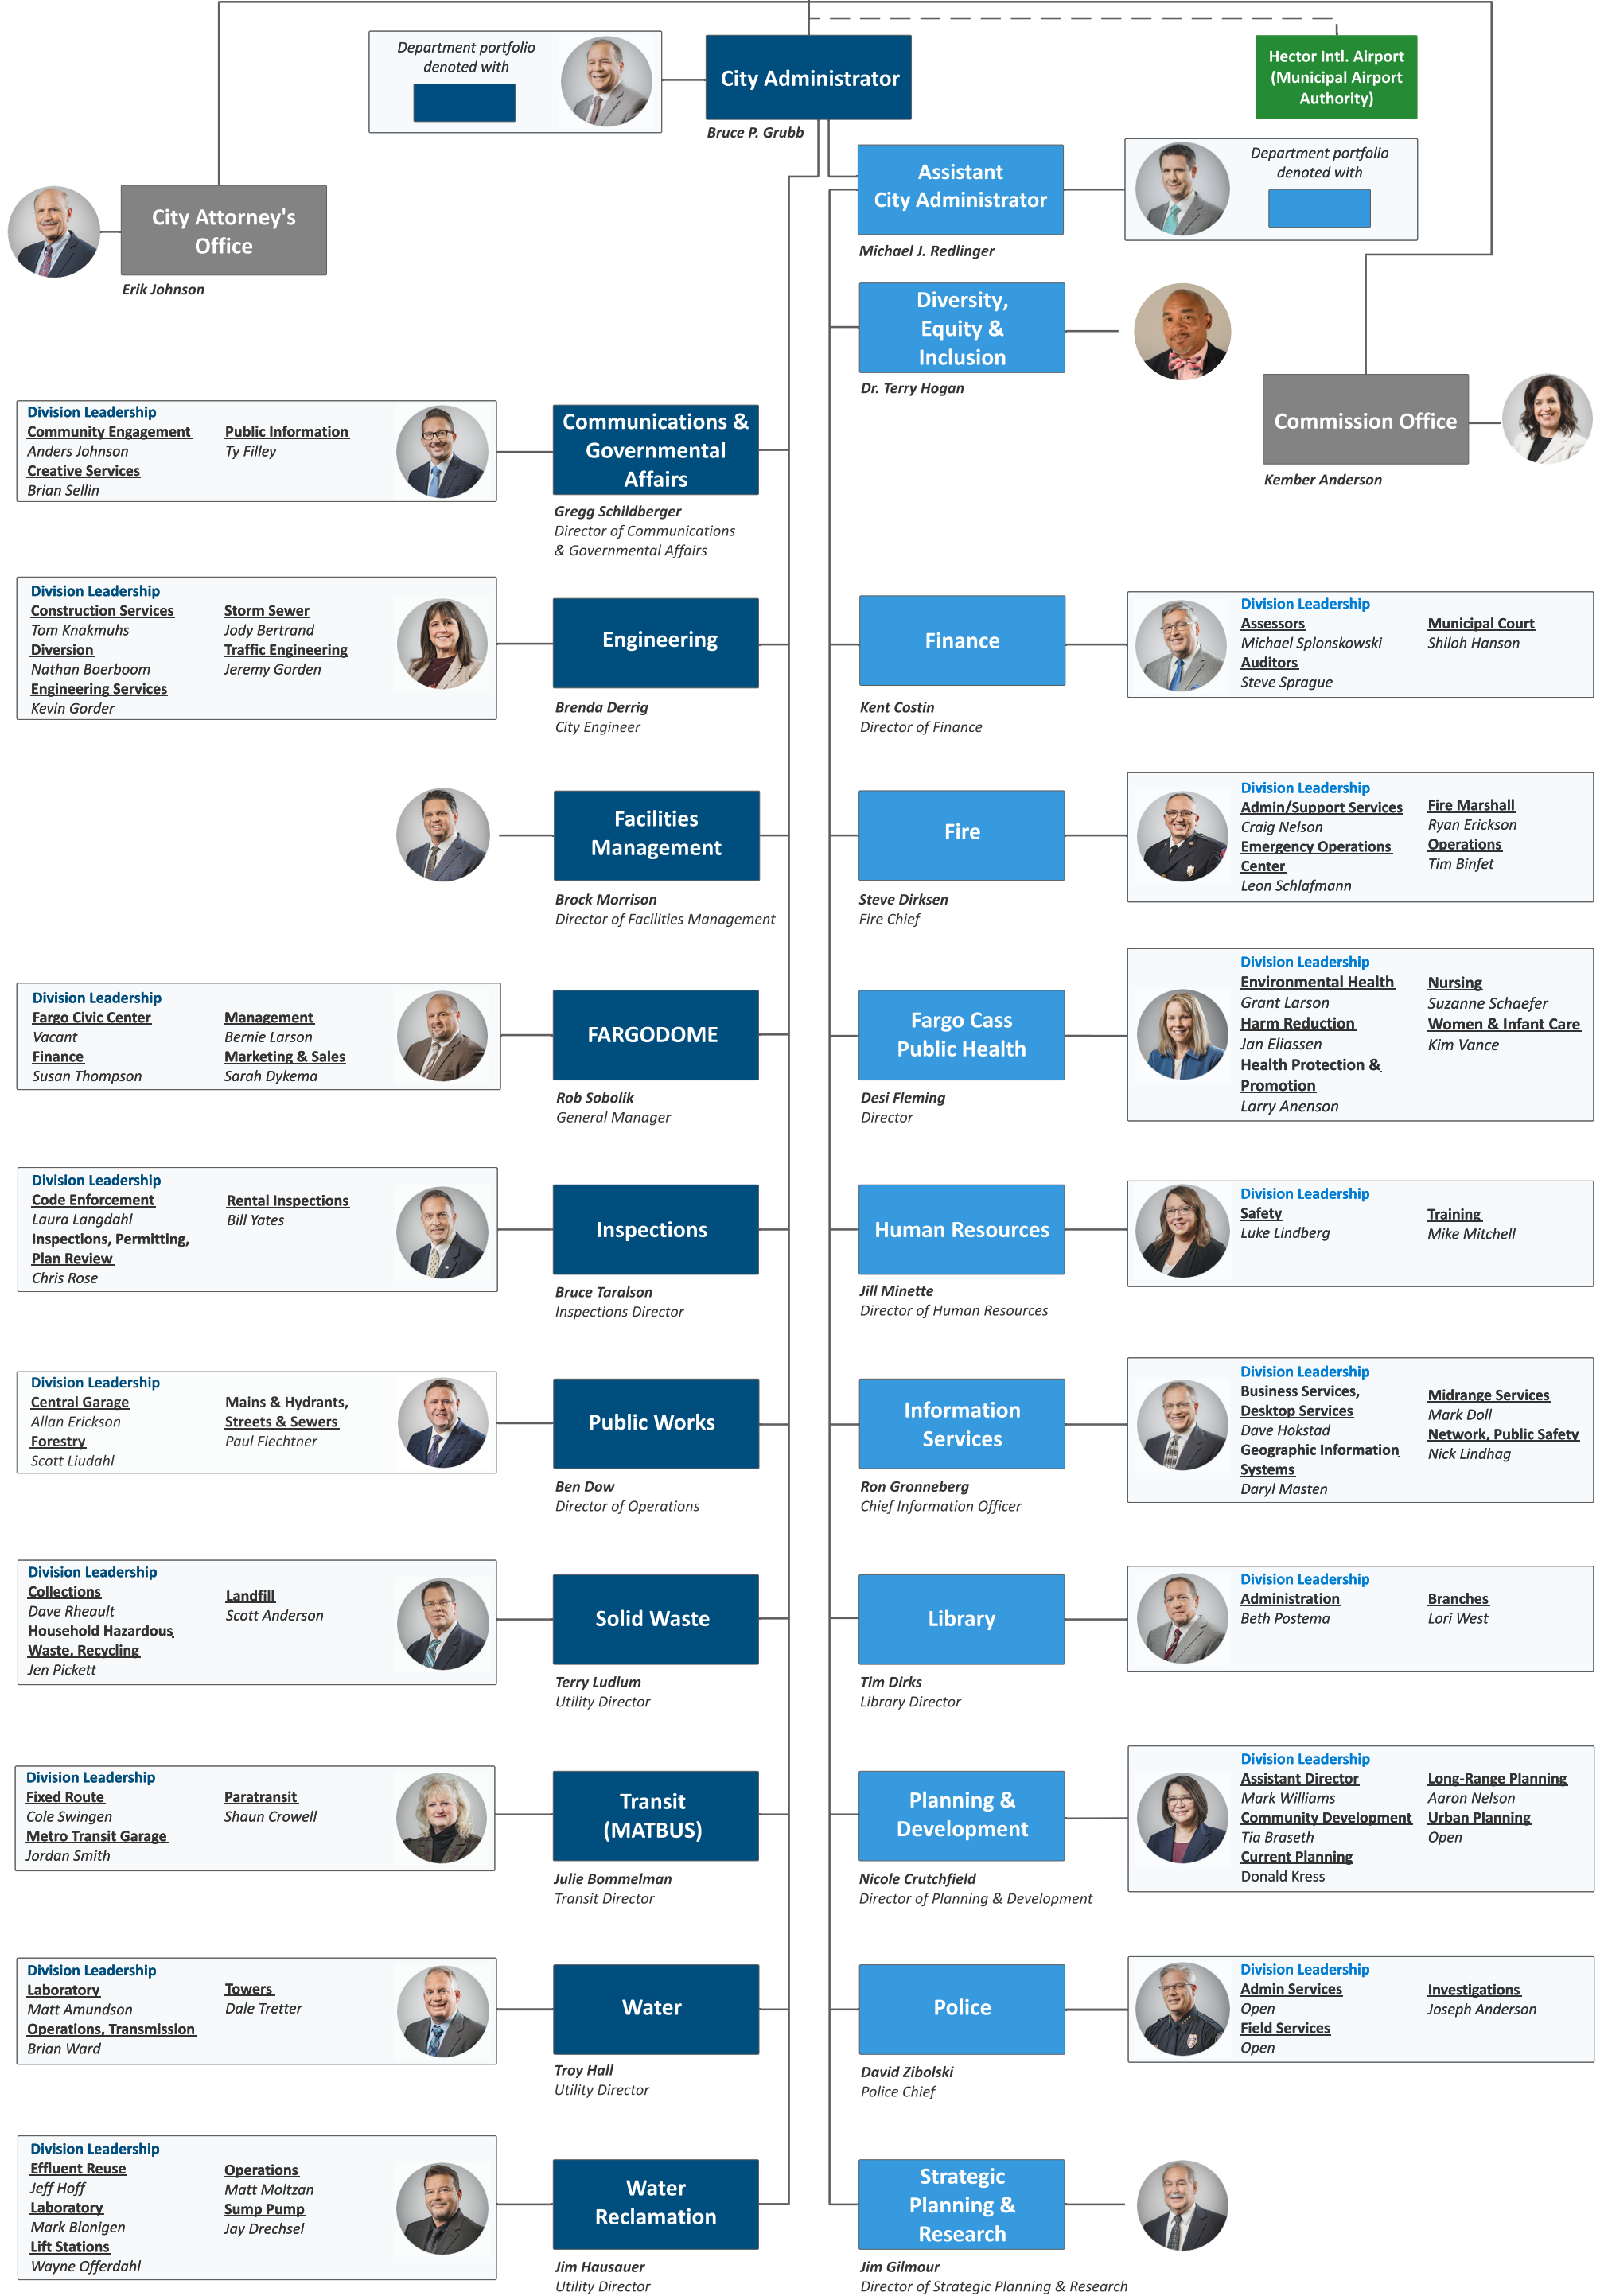 Department portfolio
denoted with
City Administrator
Bruce P. Grubb
Hector Intl. Airport
(Municipal Airport
Authority)
Assistant
City Administrator
Michael J. Redlinger
Department portfolio
denoted with
City Attorney's
Office
Erik Johnson
Diversity,
Equity &
Inclusion
Dr. Terry Hogan
Commission Office
Kember Anderson
Division Leadership
Community Engagement
Anders Johnson
Creative Services
Brian Sellin
Public Information
Ty Filley
Communications &
Governmental
Affairs
Gregg Schildberger
Director of Communications
& Governmental Affairs
Division Leadership
Construction Services
Tom Knakmuhs
Diversion
Nathan Boerboom
Engineering Services
Kevin Gorder
Storm Sewer
Jody Bertrand
Traffic Engineering
Jeremy Gorden
Engineering
Brenda Derrig
City Engineer
Finance
Kent Costin
Director of Finance
Division Leadership
Assessors
Michael Splonskowski
Auditors
Steve Sprague
Municipal Court
Shiloh Hanson
Facilities
Management
Brock Morrison
Director of Facilities Management
Fire
Steve Dirksen
Fire Chief
Division Leadership
Admin/Support Services
Craig Nelson
Emergency Operations
Center
Leon Schlafmann
Fire Marshall
Ryan Erickson
Operations
Tim Binfet
Division Leadership
Fargo Civic Center
Vacant
Finance
Susan Thompson
Management
Bernie Larson
Marketing & Sales
Sarah Dykema
FARGODOME
Rob Sobolik
General Manager
Fargo Cass
Public Health
Desi Fleming
Director
Division Leadership
Environmental Health
Grant Larson
Harm Reduction
Jan Eliassen
Health Protection &
Promotion
Larry Anenson
Nursing
Suzanne Schaefer
Women & Infant Care
Kim Vance
Division Leadership
Code Enforcement
Laura Langdahl
Inspections, Permitting,
Plan Review
Chris Rose
Rental Inspections
Bill Yates
Inspections
Bruce Taralson
Inspections Director
Human Resources
Jill Minette
Director of Human Resources
Division Leadership
Safety
Luke Lindberg
Training
Mike Mitchell
Division Leadership
Central Garage
Allan Erickson
Forestry
Scott Liudahl
Mains & Hydrants,
Streets & Sewers
Paul Fiechtner
Public Works
Ben Dow
Director of Operations
Information
Services
Ron Gronneberg
Chief Information Officer
Division Leadership
Business Services,
Desktop Services
Dave Hokstad
Geographic Information
Systems
Daryl Masten
Midrange Services
Mark Doll
Network, Public Safety
Nick Lindhag
Division Leadership
Collections
Dave Rheault
Household Hazardous
Waste, Recycling
Jen Pickett
Landfill
Scott Anderson
Solid Waste
Terry Ludlum
Utility Director
Library
Tim Dirks
Library Director
Division Leadership
Administration
Beth Postema
Branches
Lori West
Division Leadership
Fixed Route
Cole Swingen
Metro Transit Garage
Jordan Smith
Paratransit
Shaun Crowell
Transit
(MATBUS)
Julie Bommelman
Transit Director
Planning &
Development
Nicole Crutchfield
Director of Planning & Development
Division Leadership
Assistant Director
Mark Williams
Community Development
Tia Braseth
Current Planning
Donald Kress
Long-Range Planning
Aaron Nelson
Urban Planning
Open
Division Leadership
Laboratory
Matt Amundson
Operations, Transmission
Brian Ward
Towers
Dale Tretter
Water
Troy Hall
Utility Director
Police
David Zibolski
Police Chief
Division Leadership
Admin Services
Open
Field Services
Open
Investigations
Joseph Anderson
Division Leadership
Effluent Reuse
Jeff Hoff
Laboratory
Mark Blonigen
Lift Stations
Wayne Offerdahl
Operations
Matt Moltzan
Sump Pump
Jay Drechsel
Water
Reclamation
Jim Hausauer
Utility Director
Strategic
Planning &
Research
Jim Gilmour
Director of Strategic Planning & Research